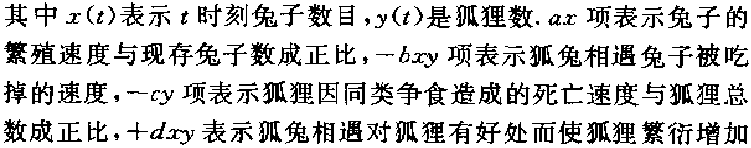 其中 x(t)表示 t 时刻兔子数目,y(t)是狐狸数. ax 项表示兔子的
繁殖速度与现存兔子数成正比,-bxy 项表示狐兔相遇兔子被吃
掉的速度,-cy 项表示狐狸因同类争食造成的死亡速度与狐狸总
数成正比,+dxy 表示狐兔相遇对狐狸有好处而使狐狸繁衍增加